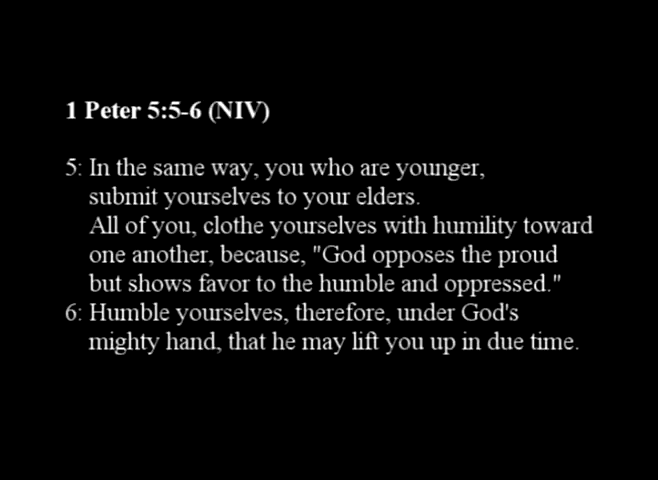 1 Peter 5:5-6 (NIV)
5: In the same way, you who are younger,
submit yourselves to your elders.
All of you, clothe yourselves with humility toward
one another, because, "God opposes the proud
but shows favor to the humble and oppressed."
6: Humble yourselves, therefore, under God's
mighty hand, that he may lift you up in due time.